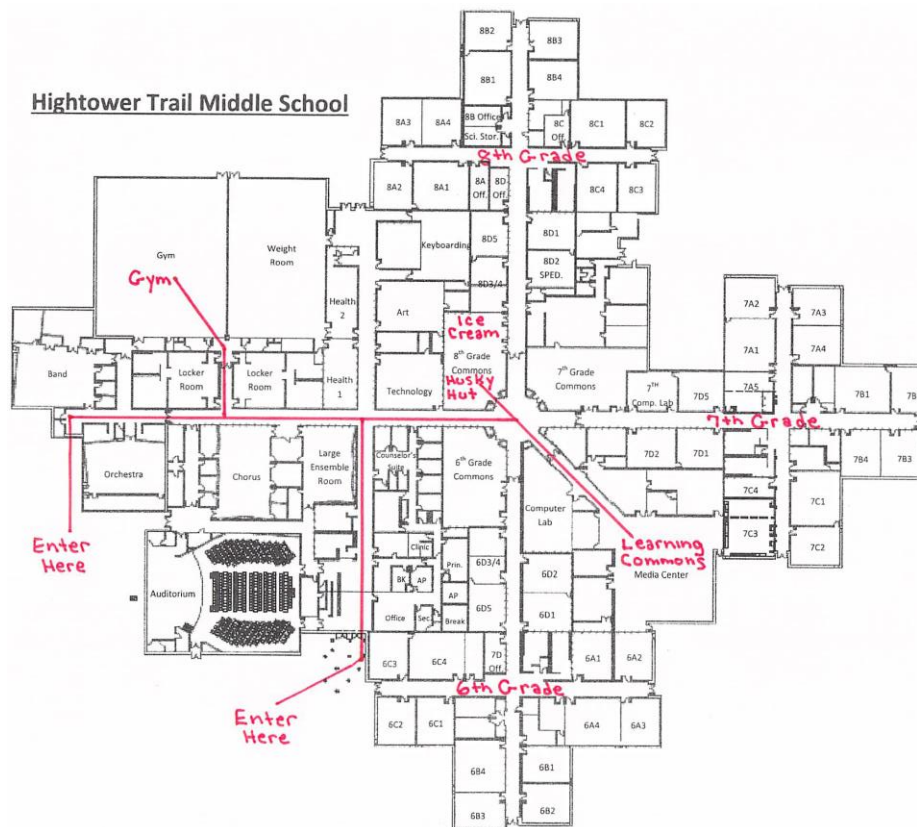 Hightower Trail Middle School
8B2
8B3
8B1
8B4
8A3
8A4
8B Office
Sci. Stor.
8C
Off.
8C1
8C2
8th Grade
8A2
8A1
8A
Off.
8D
Off.
8C4
8C3
Gym
Weight
Room
Keyboarding
8D5
8D1
8D2
SPED.
Gym
Health
2
8D3/4
Art
Ice
Cream
7A2
7A3
7A1
7A4
Band
Locker
Room
Locker
Room
Health
1
Technology
8th Grade
Commons
Husky
Hut
7th Grade
Commons
7TH
Comp. Lab
7D5
7A5
7B1
7th Grade
Orchestra
Chorus
Large
Ensemble
Room
Counselor's
Suite
6th Grade
Commons
7D2
7D1
7B4
7B3
7C4
7C1
Computer
Lab
7C3
7C2
Enter
Here
Clinic
Learning
Commons
Media Center
Auditorium
BK
AP
Prin.
6D3/4
6D2
AP
Office
Sec.
Break
6D5
6D1
6C3
6C4
7D
Off.
6A1
6A2
6th Grade
Enter
Here
6C2
6C1
6A4
6A3
6B4
6B1
6B3
6B2